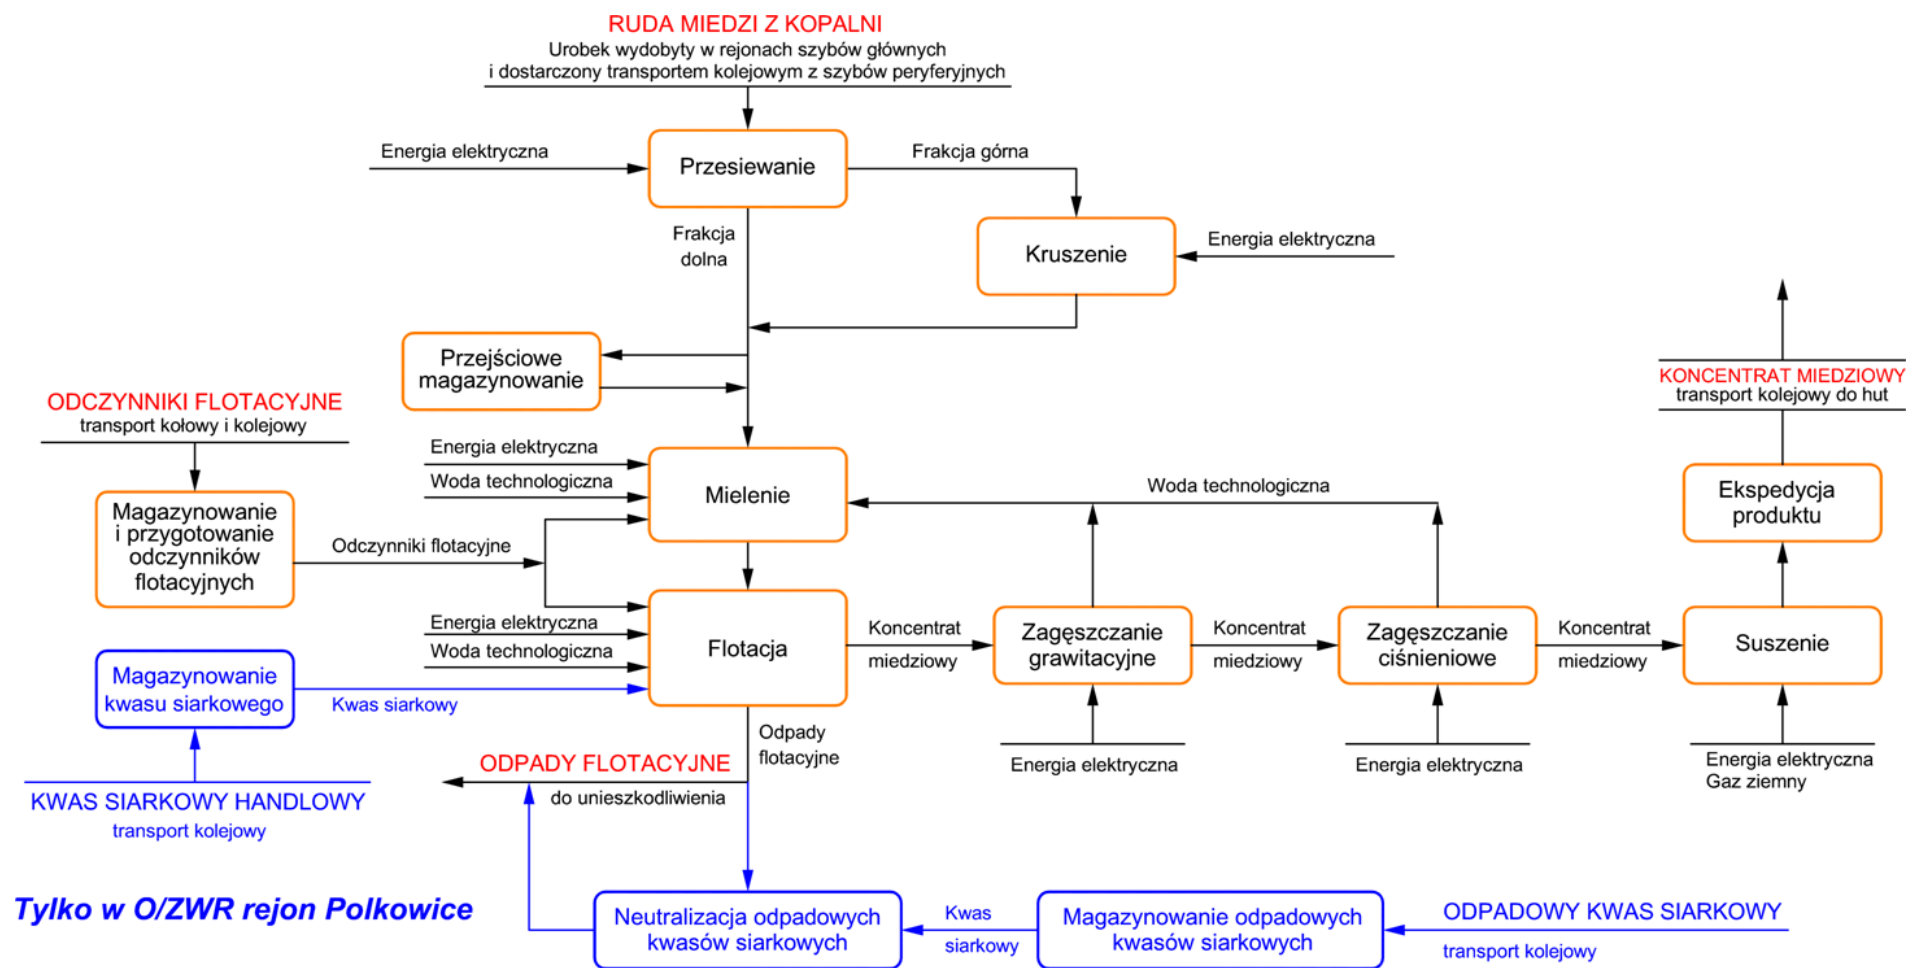 RUDA MIEDZI Z KOPALNI
Urobek wydobyty w rejonach szybów głównych
i dostarczony transportem kolejowym z szybów peryferyjnych
Energia elektryczna
Przesiewanie
Frakcja górna
Frakcja
dolna
Kruszenie
Energia elektryczna
Przejściowe
magazynowanie
ODCZYNNIKI FLOTACYJNE
transport kołowy i kolejowy
Magazynowanie
i przygotowanie
odczynników
flotacyjnych
Odczynniki flotacyjne
Energia elektryczna
Woda technologiczna
Mielenie
Woda technologiczna
KONCENTRAT MIEDZIOWY
transport kolejowy do hut
Ekspedycja
produktu
Energia elektryczna
Woda technologiczna
Flotacja
Koncentrat
miedziowy
Zagęszczanie
grawitacyjne
Koncentrat
miedziowy
Zagęszczanie
ciśnieniowe
Koncentrat
miedziowy
Suszenie
Magazynowanie
kwasu siarkowego
Kwas siarkowy
Odpady
flotacyjne
Energia elektryczna
Energia elektryczna
Energia elektryczna
Gaz ziemny
ODPADY FLOTACYJNE
do unieszkodliwienia
KWAS SIARKOWY HANDLOWY
transport kolejowy
Tylko w O/ZWR rejon Polkowice
Neutralizacja odpadowych
kwasów siarkowych
Kwas
siarkowy
Magazynowanie odpadowych
kwasów siarkowych
ODPADOWY KWAS SIARKOWY
transport kolejowy